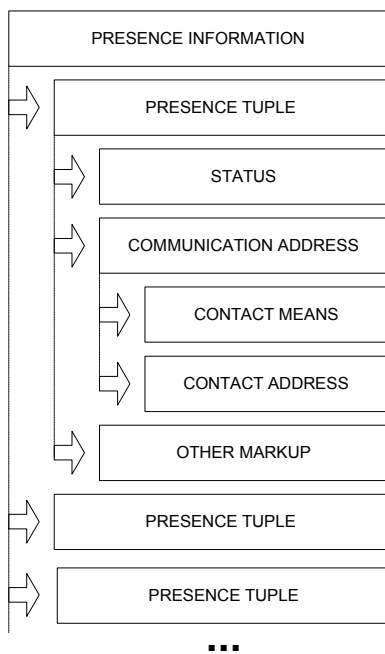 PRESENCE INFORMATION
PRESENCE TUPLE
STATUS
COMMUNICATION ADDRESS
CONTACT MEANS
CONTACT ADDRESS
OTHER MARKUP
PRESENCE TUPLE
PRESENCE TUPLE
...